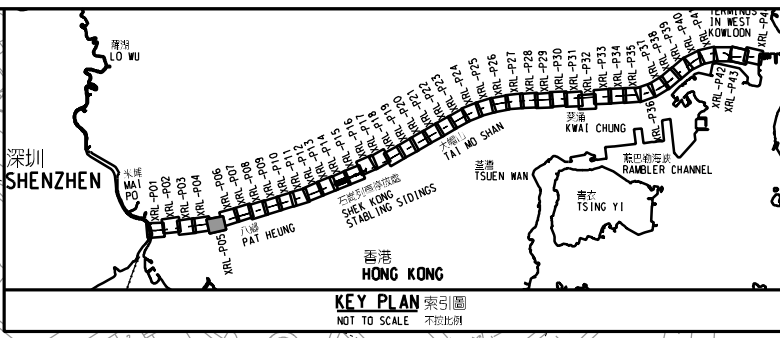 羅湖
LO WU
深圳
SHENZHEN
米埔
MAI
PO
XRL-P01
XRL-P02
XRL-P03
XRL-P04
XRL-P05
XRL-P06
XRL-P07
XRL-P08
XRL-P09
XRL-P10
XRL-P11
XRL-P12
XRL-P13
XRL-P14
XRL-P15
XRL-P16
XRL-P17
XRL-P18
XRL-P19
XRL-P20
XRL-P21
XRL-P22
XRL-P23
XRL-P24
XRL-P25
XRL-P26
XRL-P27
XRL-P28
XRL-P29
XRL-P30
XRL-P31
XRL-P32
XRL-P33
XRL-P34
XRL-P35
XRL-P36
XRL-P37
XRL-P38
XRL-P39
XRL-P40
XRL-P42
XRL-P43
TERMINUS
IN WEST
KOWLOON
八鄉
PAT HEUNG
石崗列車停放處
SHEK KONG
STABLING SIDINGS
大帽山
TAI MO SHAN
葵涌
KWAI CHUNG
荃灣
TSUEN WAN
藍巴勒海峽
RAMBLER CHANNEL
青衣
TSING YI
香港
HONG KONG
KEY PLAN 索引圖
NOT TO SCALE 不按比例